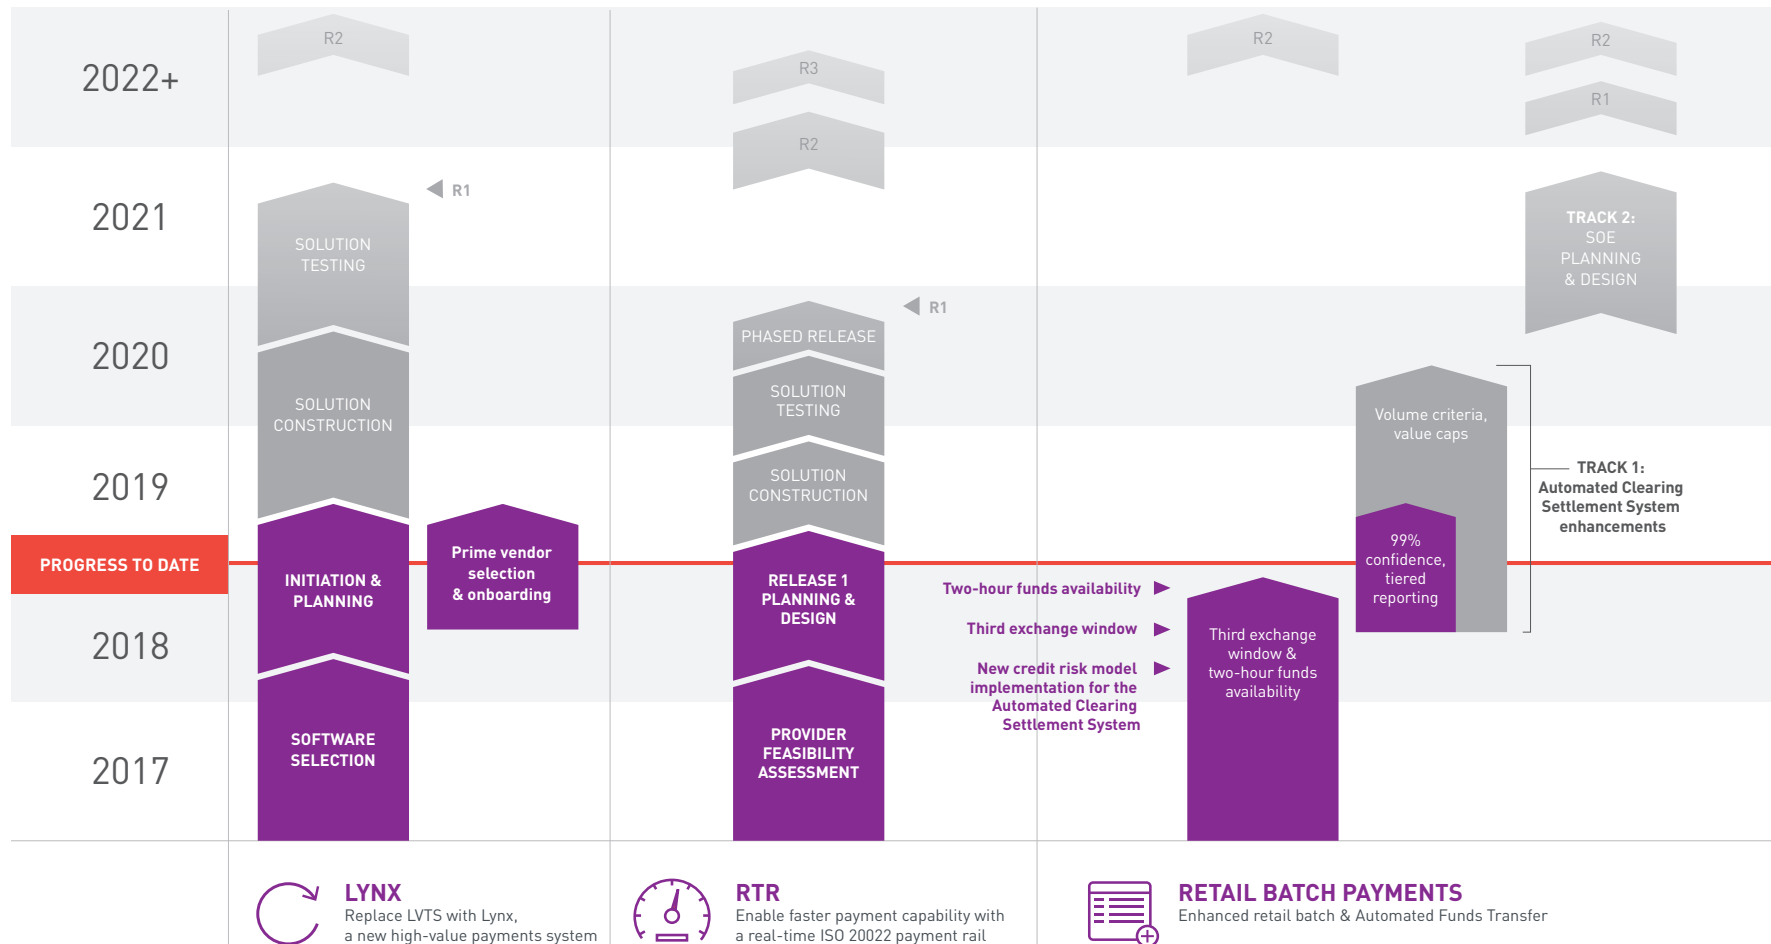 2022+
2021
2020
2019
PROGRESS TO DATE
2018
2017
R2
R1
SOLUTION
TESTING
SOLUTION
CONSTRUCTION
INITIATION &
PLANNING
SOFTWARE
SELECTION
Prime vendor
selection
& onboarding
R3
R2
R1
PHASED RELEASE
SOLUTION
TESTING
SOLUTION
CONSTRUCTION
RELEASE 1
PLANNING &
DESIGN
PROVIDER
FEASIBILITY
ASSESSMENT
Two-hour funds availability
Third exchange window
New credit risk model
implementation for the
Automated Clearing
Settlement System
R2
Third exchange
window &
two-hour funds
availability
Volume criteria,
value caps
99%
confidence,
tiered
reporting
R2
R1
TRACK 2:
SOE
PLANNING
& DESIGN
TRACK 1:
Automated Clearing
Settlement System
enhancements
LYNX
Replace LVTS with Lynx,
a new high-value payments system
RTR
Enable faster payment capability with
a real-time ISO 20022 payment rail
RETAIL BATCH PAYMENTS
Enhanced retail batch & Automated Funds Transfer